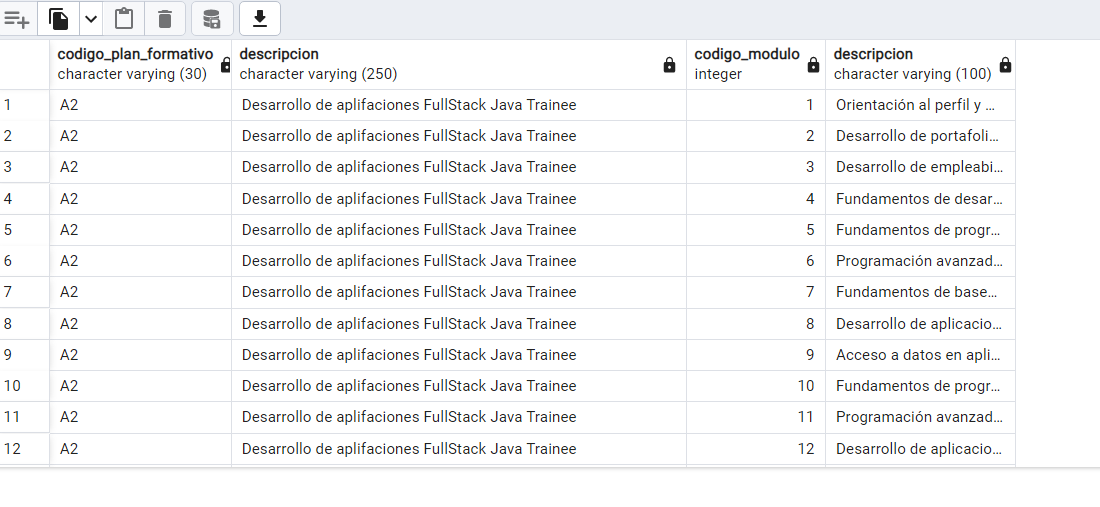 codigo_plan_formativo descripcion codigo_modulo descripcion
character varying (30) character varying (250) integer character varying (100)
1 A2 Desarrollo de aplifaciones FullStack Java Trainee 1 Orientación al perfil y ...
2 A2 Desarrollo de aplifaciones FullStack Java Trainee 2 Desarrollo de portafoli...
3 A2 Desarrollo de aplifaciones FullStack Java Trainee 3 Desarrollo de empleabi...
4 A2 Desarrollo de aplifaciones FullStack Java Trainee 4 Fundamentos de desar...
5 A2 Desarrollo de aplifaciones FullStack Java Trainee 5 Fundamentos de progr...
6 A2 Desarrollo de aplifaciones FullStack Java Trainee 6 Programación avanzad...
7 A2 Desarrollo de aplifaciones FullStack Java Trainee 7 Fundamentos de base...
8 A2 Desarrollo de aplifaciones FullStack Java Trainee 8 Desarrollo de aplicacio...
9 A2 Desarrollo de aplifaciones FullStack Java Trainee 9 Acceso a datos en apli...
10 A2 Desarrollo de aplifaciones FullStack Java Trainee 10 Fundamentos de progr...
11 A2 Desarrollo de aplifaciones FullStack Java Trainee 11 Programación avanzad...
12 A2 Desarrollo de aplifaciones FullStack Java Trainee 12 Desarrollo de aplicacio...